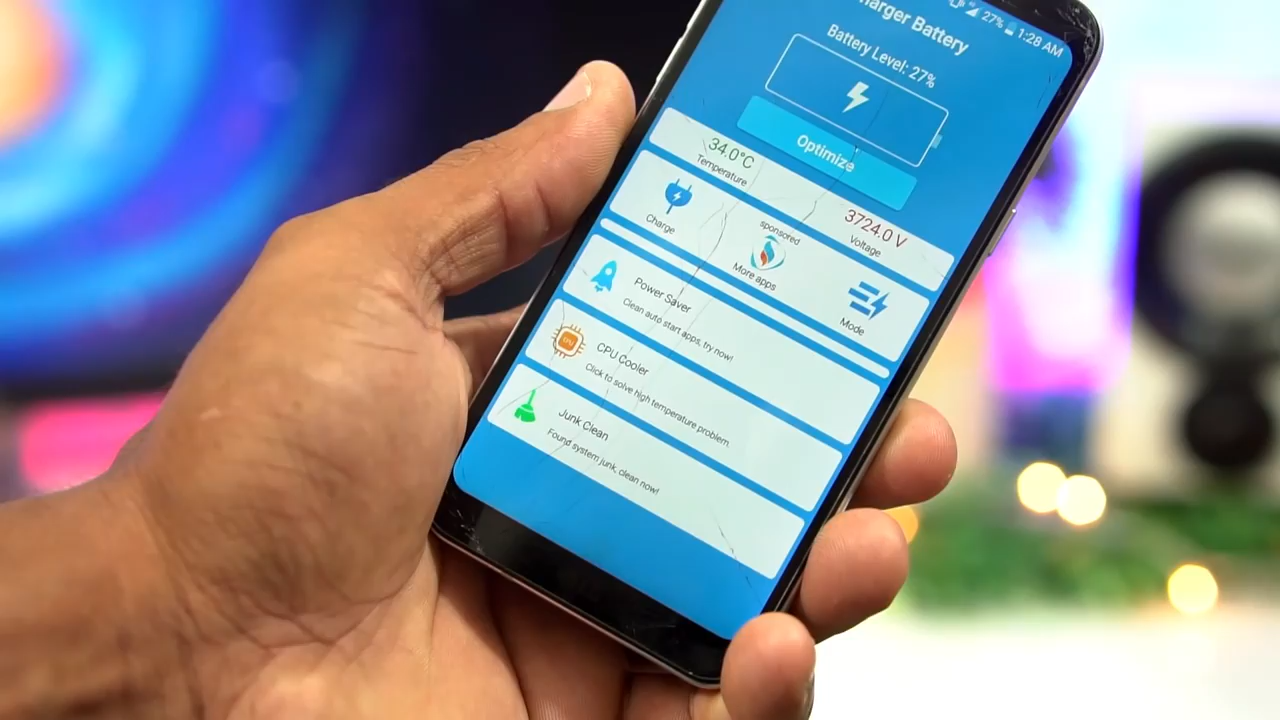 27% 1:28 AM
harger Battery
Battery Level: 27%
Optimize
34.0°C
Temperature
3724.0 V
Voltage
Charge
sponsored
More apps
Mode
Power Saver
Clean auto start apps, try now!
CPU
CPU Cooler
Click to solve high temperature problem.
Junk Clean
Found system junk, clean now!